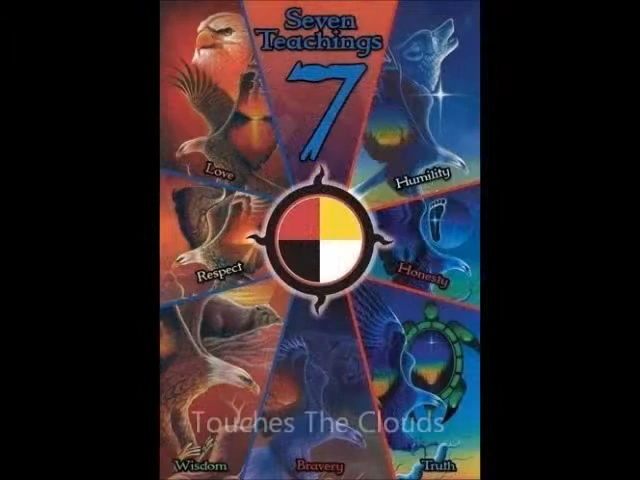 Seven
Teachings
7
Love
Humility
Respect
Honesty
Touches The Clouds
Wisdom
Bravery
Truth